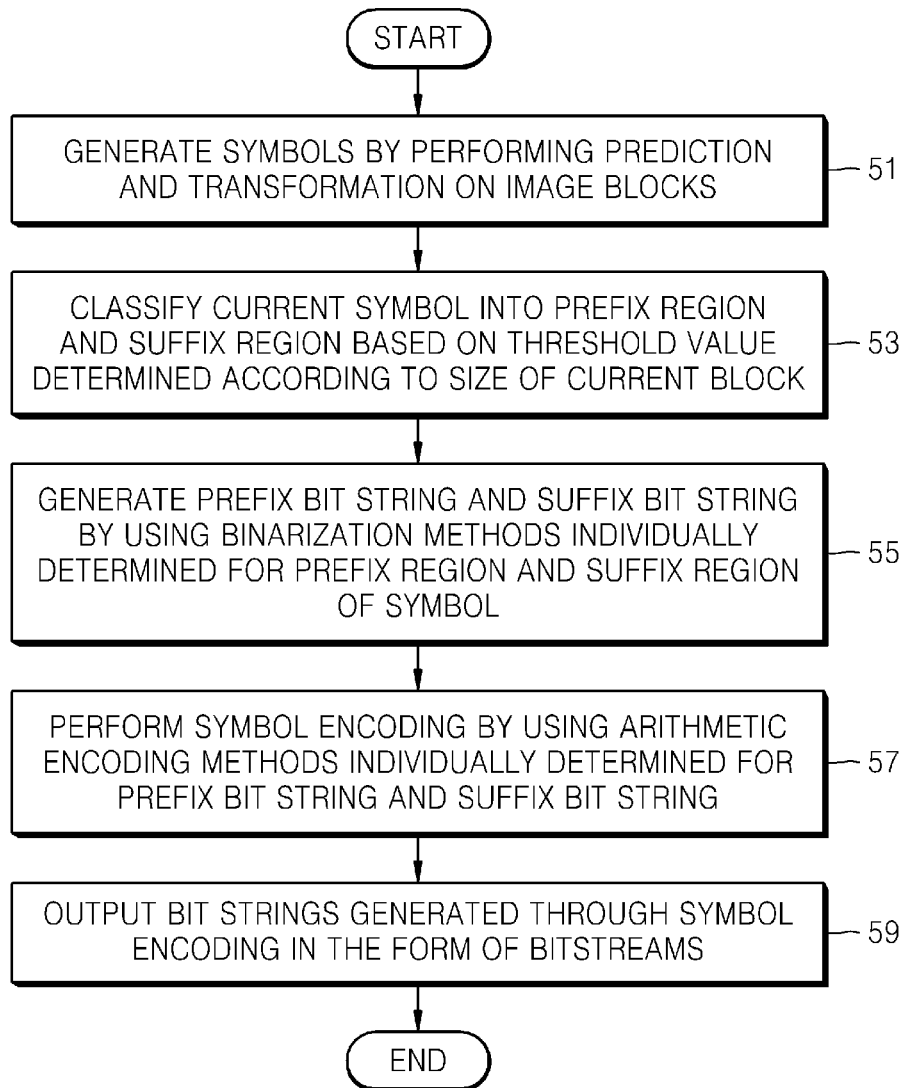 START
GENERATE SYMBOLS BY PERFORMING PREDICTION
AND TRANSFORMATION ON IMAGE BLOCKS
51
CLASSIFY CURRENT SYMBOL INTO PREFIX REGION
AND SUFFIX REGION BASED ON THRESHOLD VALUE
DETERMINED ACCORDING TO SIZE OF CURRENT BLOCK
53
GENERATE PREFIX BIT STRING AND SUFFIX BIT STRING
BY USING BINARIZATION METHODS INDIVIDUALLY
DETERMINED FOR PREFIX REGION AND SUFFIX REGION
OF SYMBOL
55
PERFORM SYMBOL ENCODING BY USING ARITHMETIC
ENCODING METHODS INDIVIDUALLY DETERMINED FOR
PREFIX BIT STRING AND SUFFIX BIT STRING
57
OUTPUT BIT STRINGS GENERATED THROUGH SYMBOL
ENCODING IN THE FORM OF BITSTREAMS
59
END